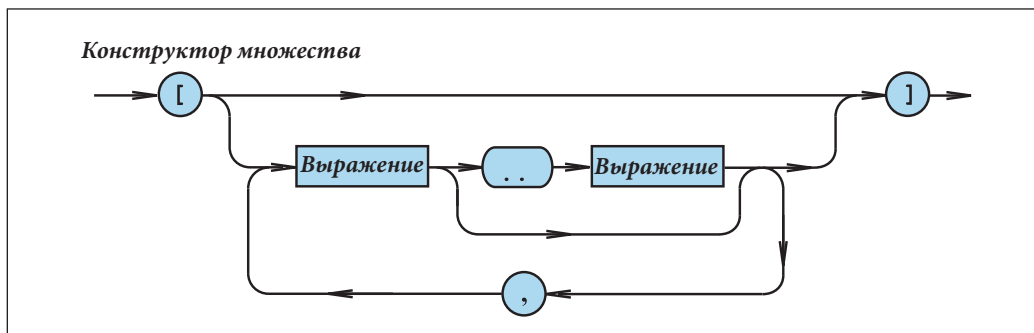 Конструктор множества
[ ]
Выражение . . Выражение
,